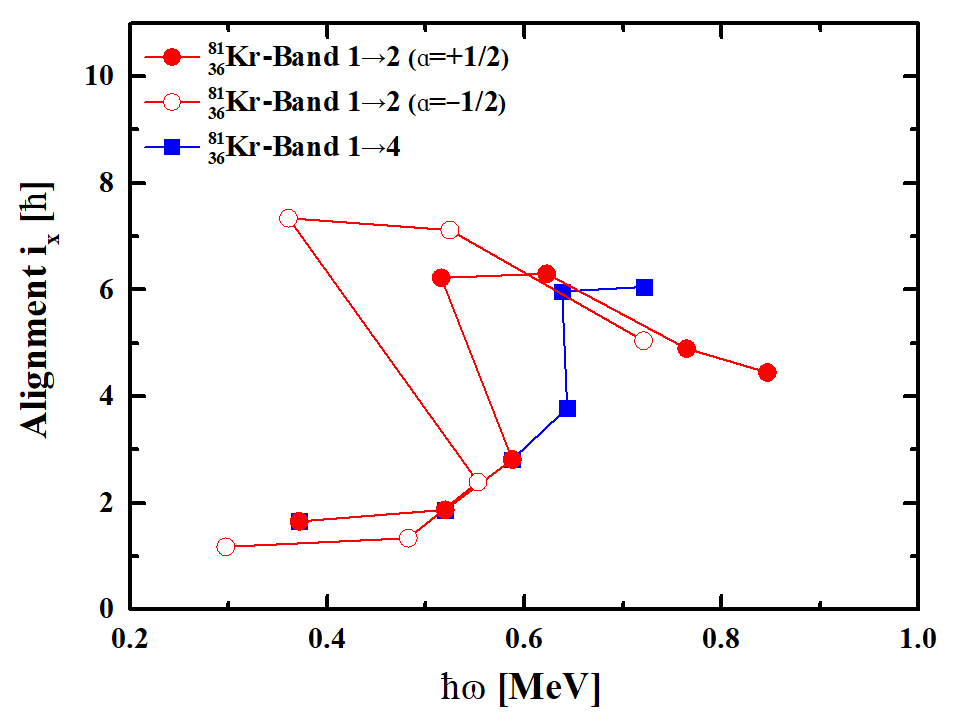 ⁸¹₃₆Kr-Band 1→2 (α=+1/2)
⁸¹₃₆Kr-Band 1→2 (α=−1/2)
⁸¹₃₆Kr-Band 1→4
10
8
6
4
2
0
0.2 0.4 0.6 0.8 1.0
Alignment iₓ [ħ]
ħω [MeV]